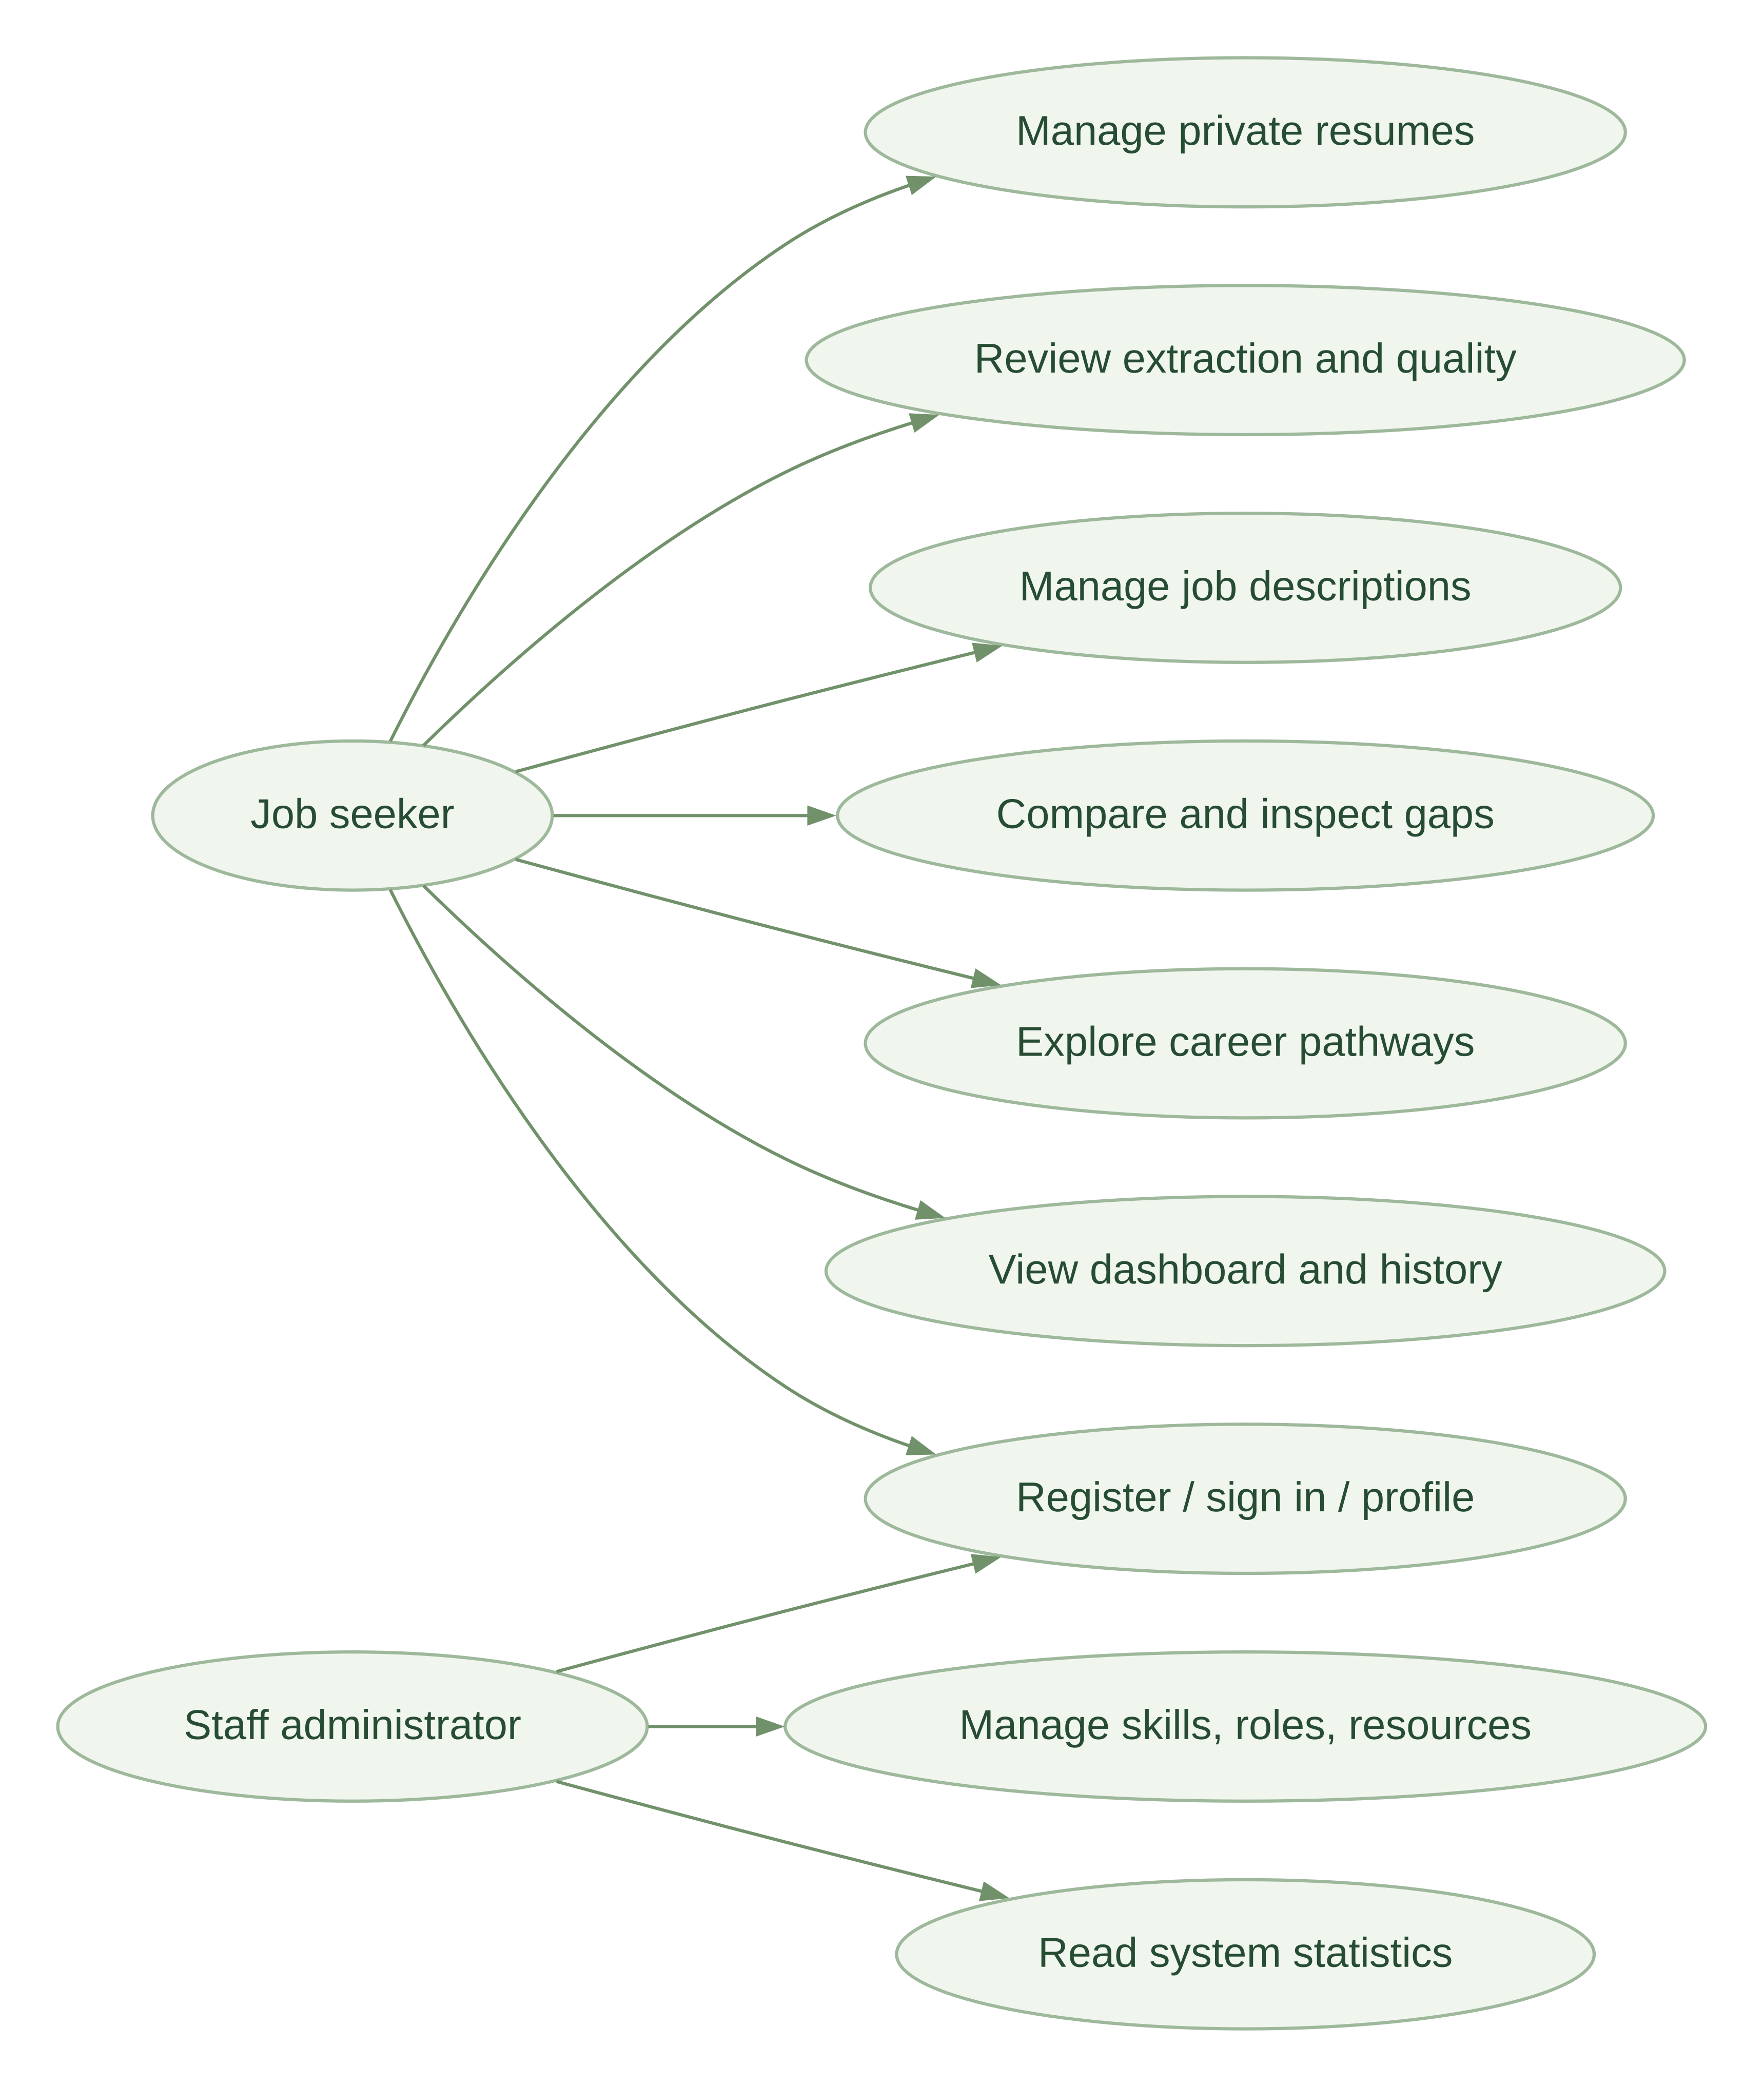 Manage private resumes
Review extraction and quality
Manage job descriptions
Job seeker
Compare and inspect gaps
Explore career pathways
View dashboard and history
Register / sign in / profile
Staff administrator
Manage skills, roles, resources
Read system statistics